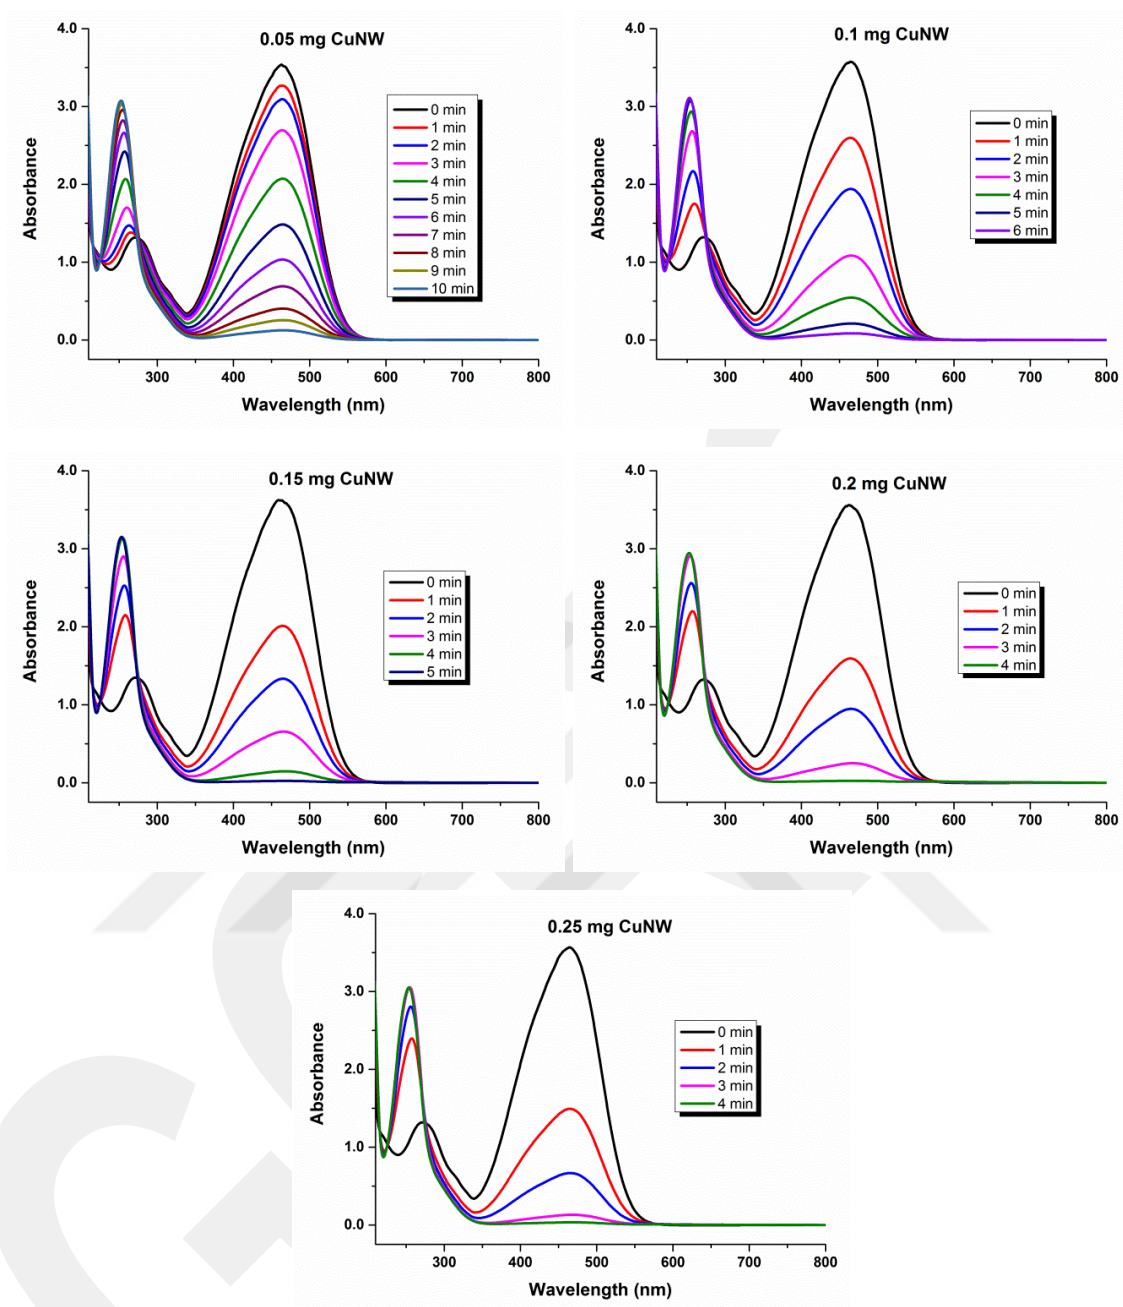 0.05 mg CuNW
4.0
3.0
2.0
1.0
0.0
Absorbance
0 min
1 min
2 min
3 min
4 min
5 min
6 min
7 min
8 min
9 min
10 min
300 400 500 600 700 800
Wavelength (nm)
0.1 mg CuNW
4.0
3.0
2.0
1.0
0.0
Absorbance
0 min
1 min
2 min
3 min
4 min
5 min
6 min
300 400 500 600 700 800
Wavelength (nm)
0.15 mg CuNW
4.0
3.0
2.0
1.0
0.0
Absorbance
0 min
1 min
2 min
3 min
4 min
5 min
300 400 500 600 700 800
Wavelength (nm)
0.2 mg CuNW
4.0
3.0
2.0
1.0
0.0
Absorbance
0 min
1 min
2 min
3 min
4 min
300 400 500 600 700 800
Wavelength (nm)
0.25 mg CuNW
4.0
3.0
2.0
1.0
0.0
Absorbance
0 min
1 min
2 min
3 min
4 min
300 400 500 600 700 800
Wavelength (nm)